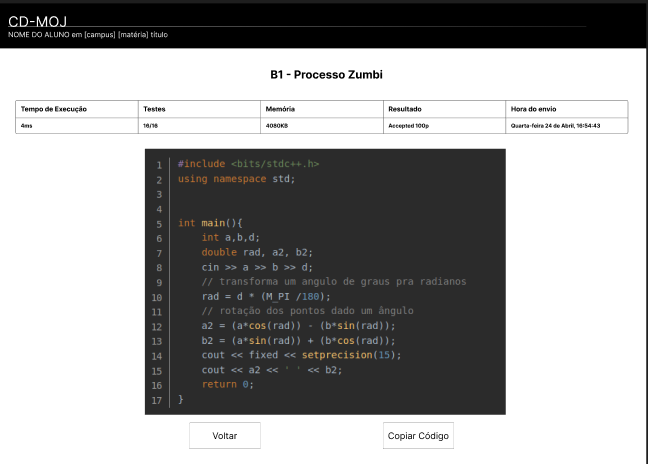 CD-MOJ
NOME DO ALUNO em [campus] [matéria] título
B1 - Processo Zumbi
Tempo de Execução Testes Memória Resultado Hora do envio
4ms 16/16 4080KB Accepted 100p Quarta-feira 24 de Abril, 16:54:43
1 #include <bits/stdc++.h>
2 using namespace std;
3
4
5 int main(){
6     int a,b,d;
7     double rad, a2, b2;
8     cin >> a >> b >> d;
9     // transforma um angulo de graus pra radianos
10     rad = d * (M_PI /180);
11     // rotação dos pontos dado um ângulo
12     a2 = (a*cos(rad)) - (b*sin(rad));
13     b2 = (a*sin(rad)) + (b*cos(rad));
14     cout << fixed << setprecision(15);
15     cout << a2 << ' ' << b2;
16     return 0;
17 }
Voltar Copiar Código